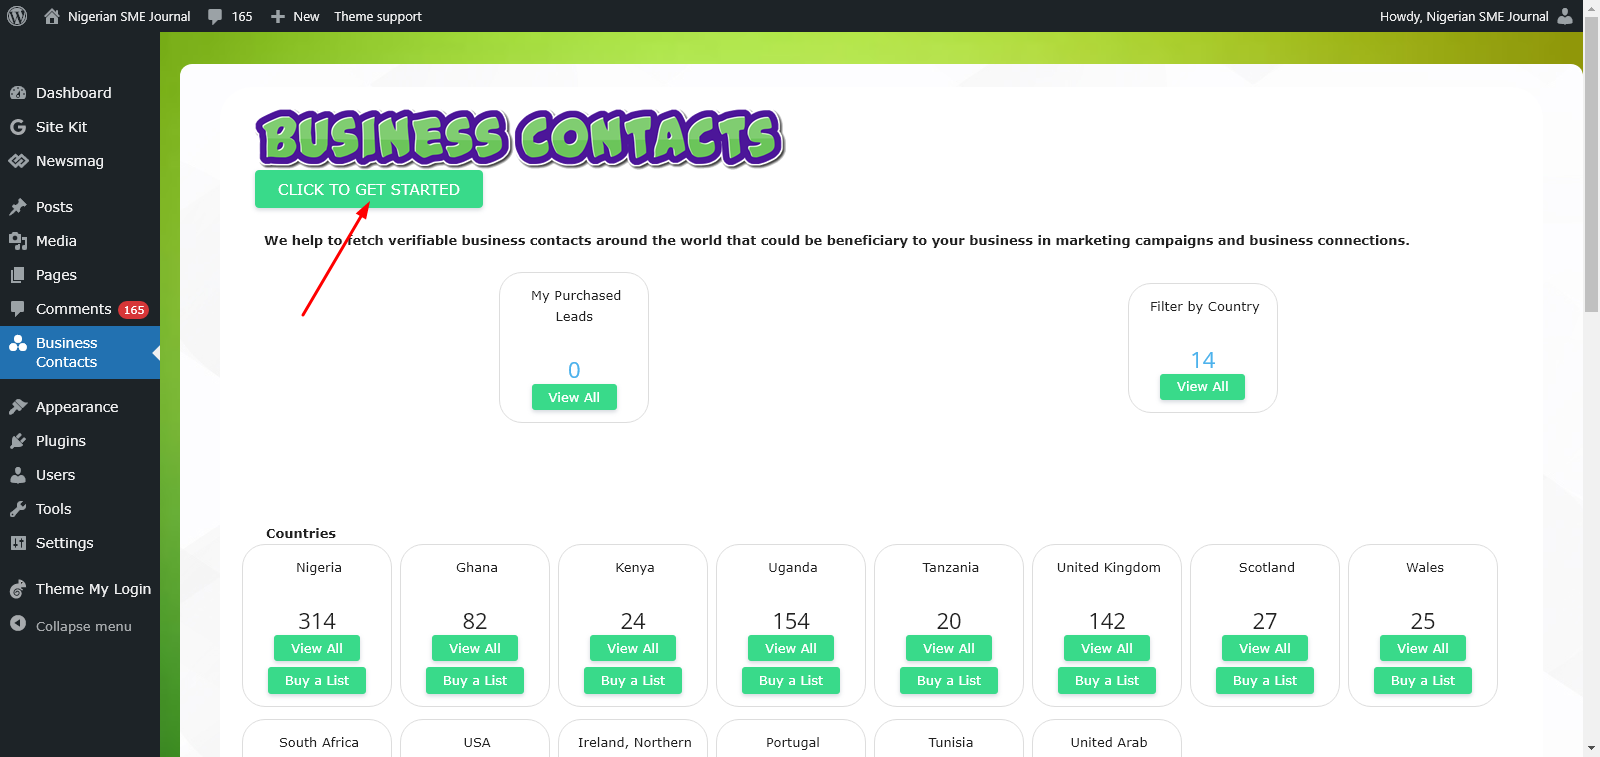 Nigerian SME Journal 165 New Theme support Howdy, Nigerian SME Journal
Dashboard
Site Kit
Newsmag
Posts
Media
Pages
Comments 165
Business
Contacts
Appearance
Plugins
Users
Tools
Settings
Theme My Login
Collapse menu
BUSINESS CONTACTS
CLICK TO GET STARTED
We help to fetch verifiable business contacts around the world that could be beneficiary to your business in marketing campaigns and business connections.
My Purchased
Leads
0
View All
Filter by Country
14
View All
Countries
Nigeria
314
View All
Buy a List
Ghana
82
View All
Buy a List
Kenya
24
View All
Buy a List
Uganda
154
View All
Buy a List
Tanzania
20
View All
Buy a List
United Kingdom
142
View All
Buy a List
Scotland
27
View All
Buy a List
Wales
25
View All
Buy a List
South Africa
USA
Ireland, Northern
Portugal
Tunisia
United Arab